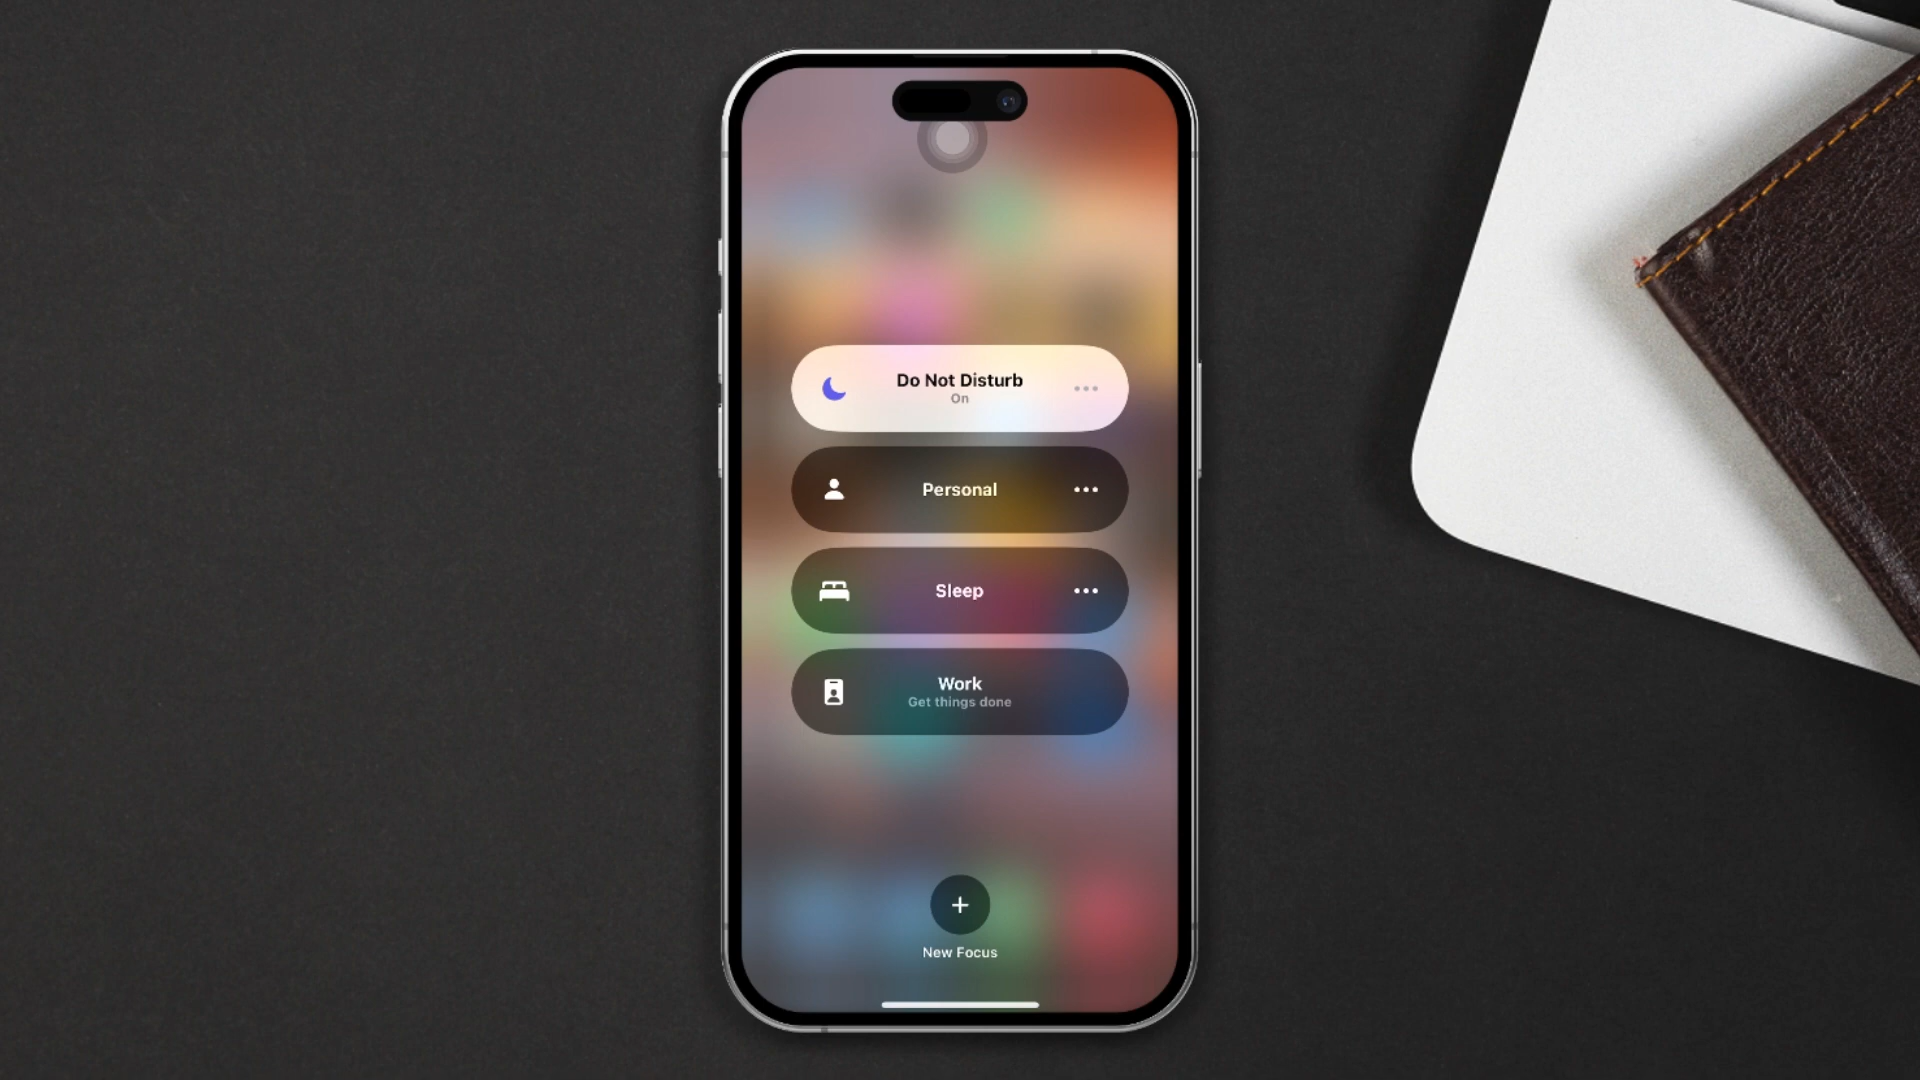 Do Not Disturb
On
Personal
Sleep
Work
Get things done
New Focus